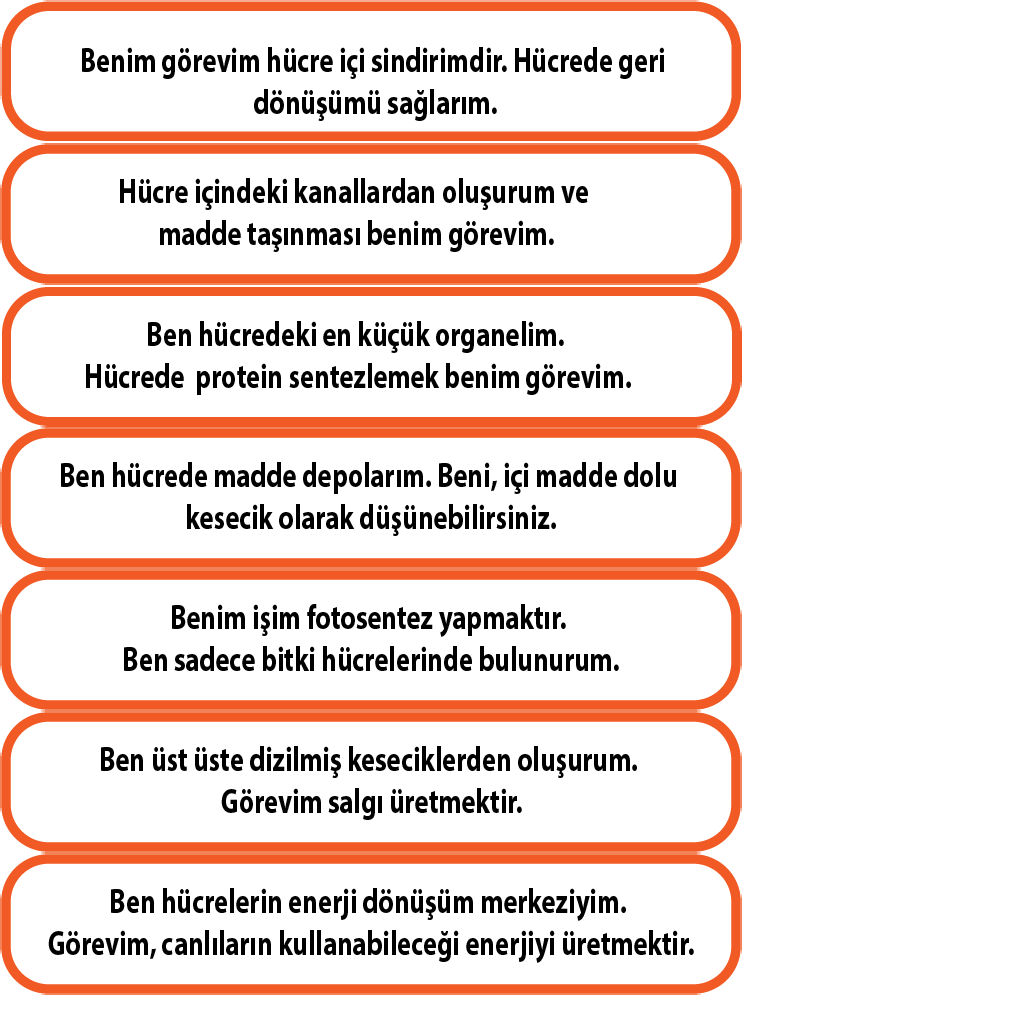 Benim görevim hücre içi sindirimdir. Hücrede geri
dönüşümü sağlarım.
Hücre içindeki kanallardan oluşurum ve
madde taşınması benim görevim.
Ben hücredeki en küçük organelim.
Hücrede protein sentezlemek benim görevim.
Ben hücrede madde depolarım. Beni, içi madde dolu
kesecik olarak düşünebilirsiniz.
Benim işim fotosentez yapmaktır.
Ben sadece bitki hücrelerinde bulunurum.
Ben üst üste dizilmiş keseciklerden oluşurum.
Görevim salgı üretmektir.
Ben hücrelerin enerji dönüşüm merkeziyim.
Görevim, canlıların kullanabileceği enerjiyi üretmektir.